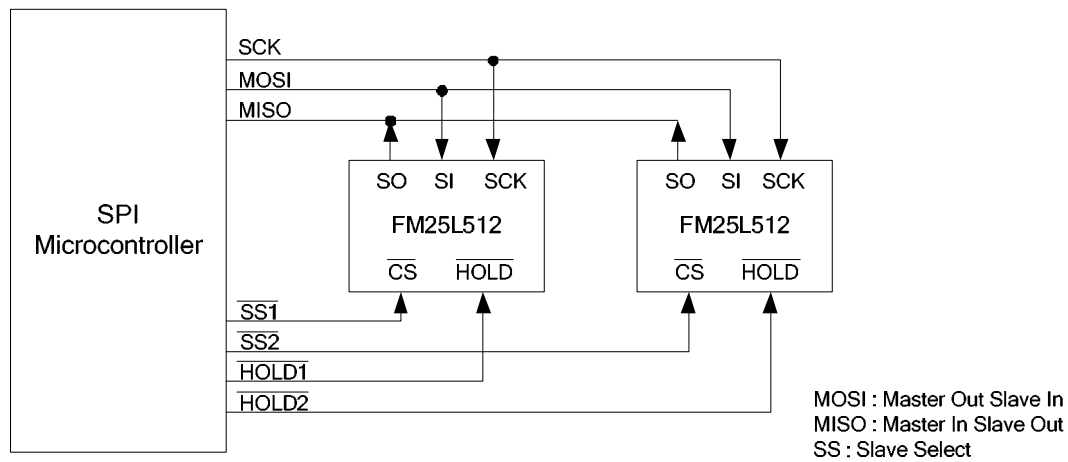 SCK
MOSI
MISO
SO SI SCK
FM25L512
CS HOLD
SO SI SCK
FM25L512
CS HOLD
SPI
Microcontroller
SS1
SS2
HOLD1
HOLD2
MOSI : Master Out Slave In
MISO : Master In Slave Out
SS : Slave Select